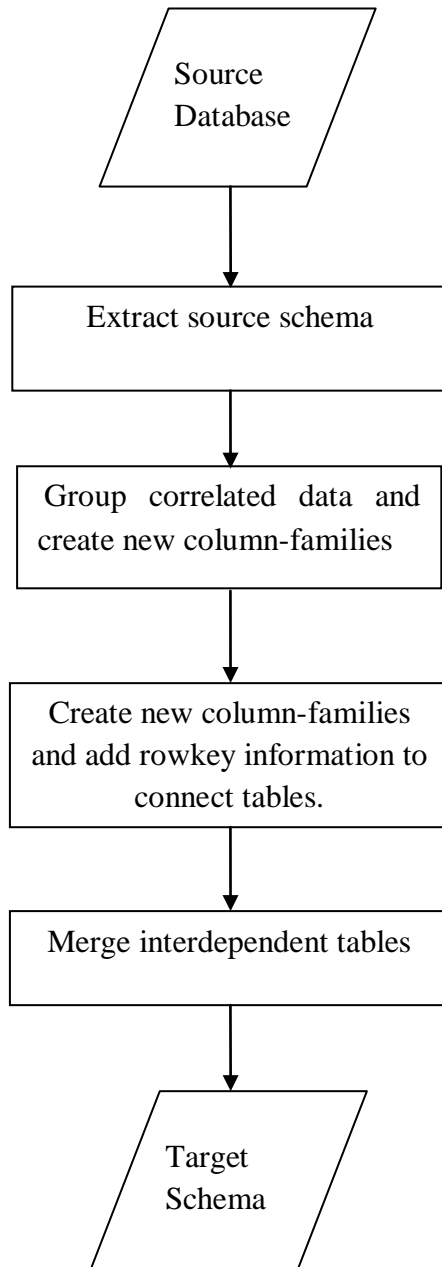 Source
Database
Extract source schema
Group correlated data and
create new column-families
Create new column-families
and add rowkey information to
connect tables.
Merge interdependent tables
Target
Schema